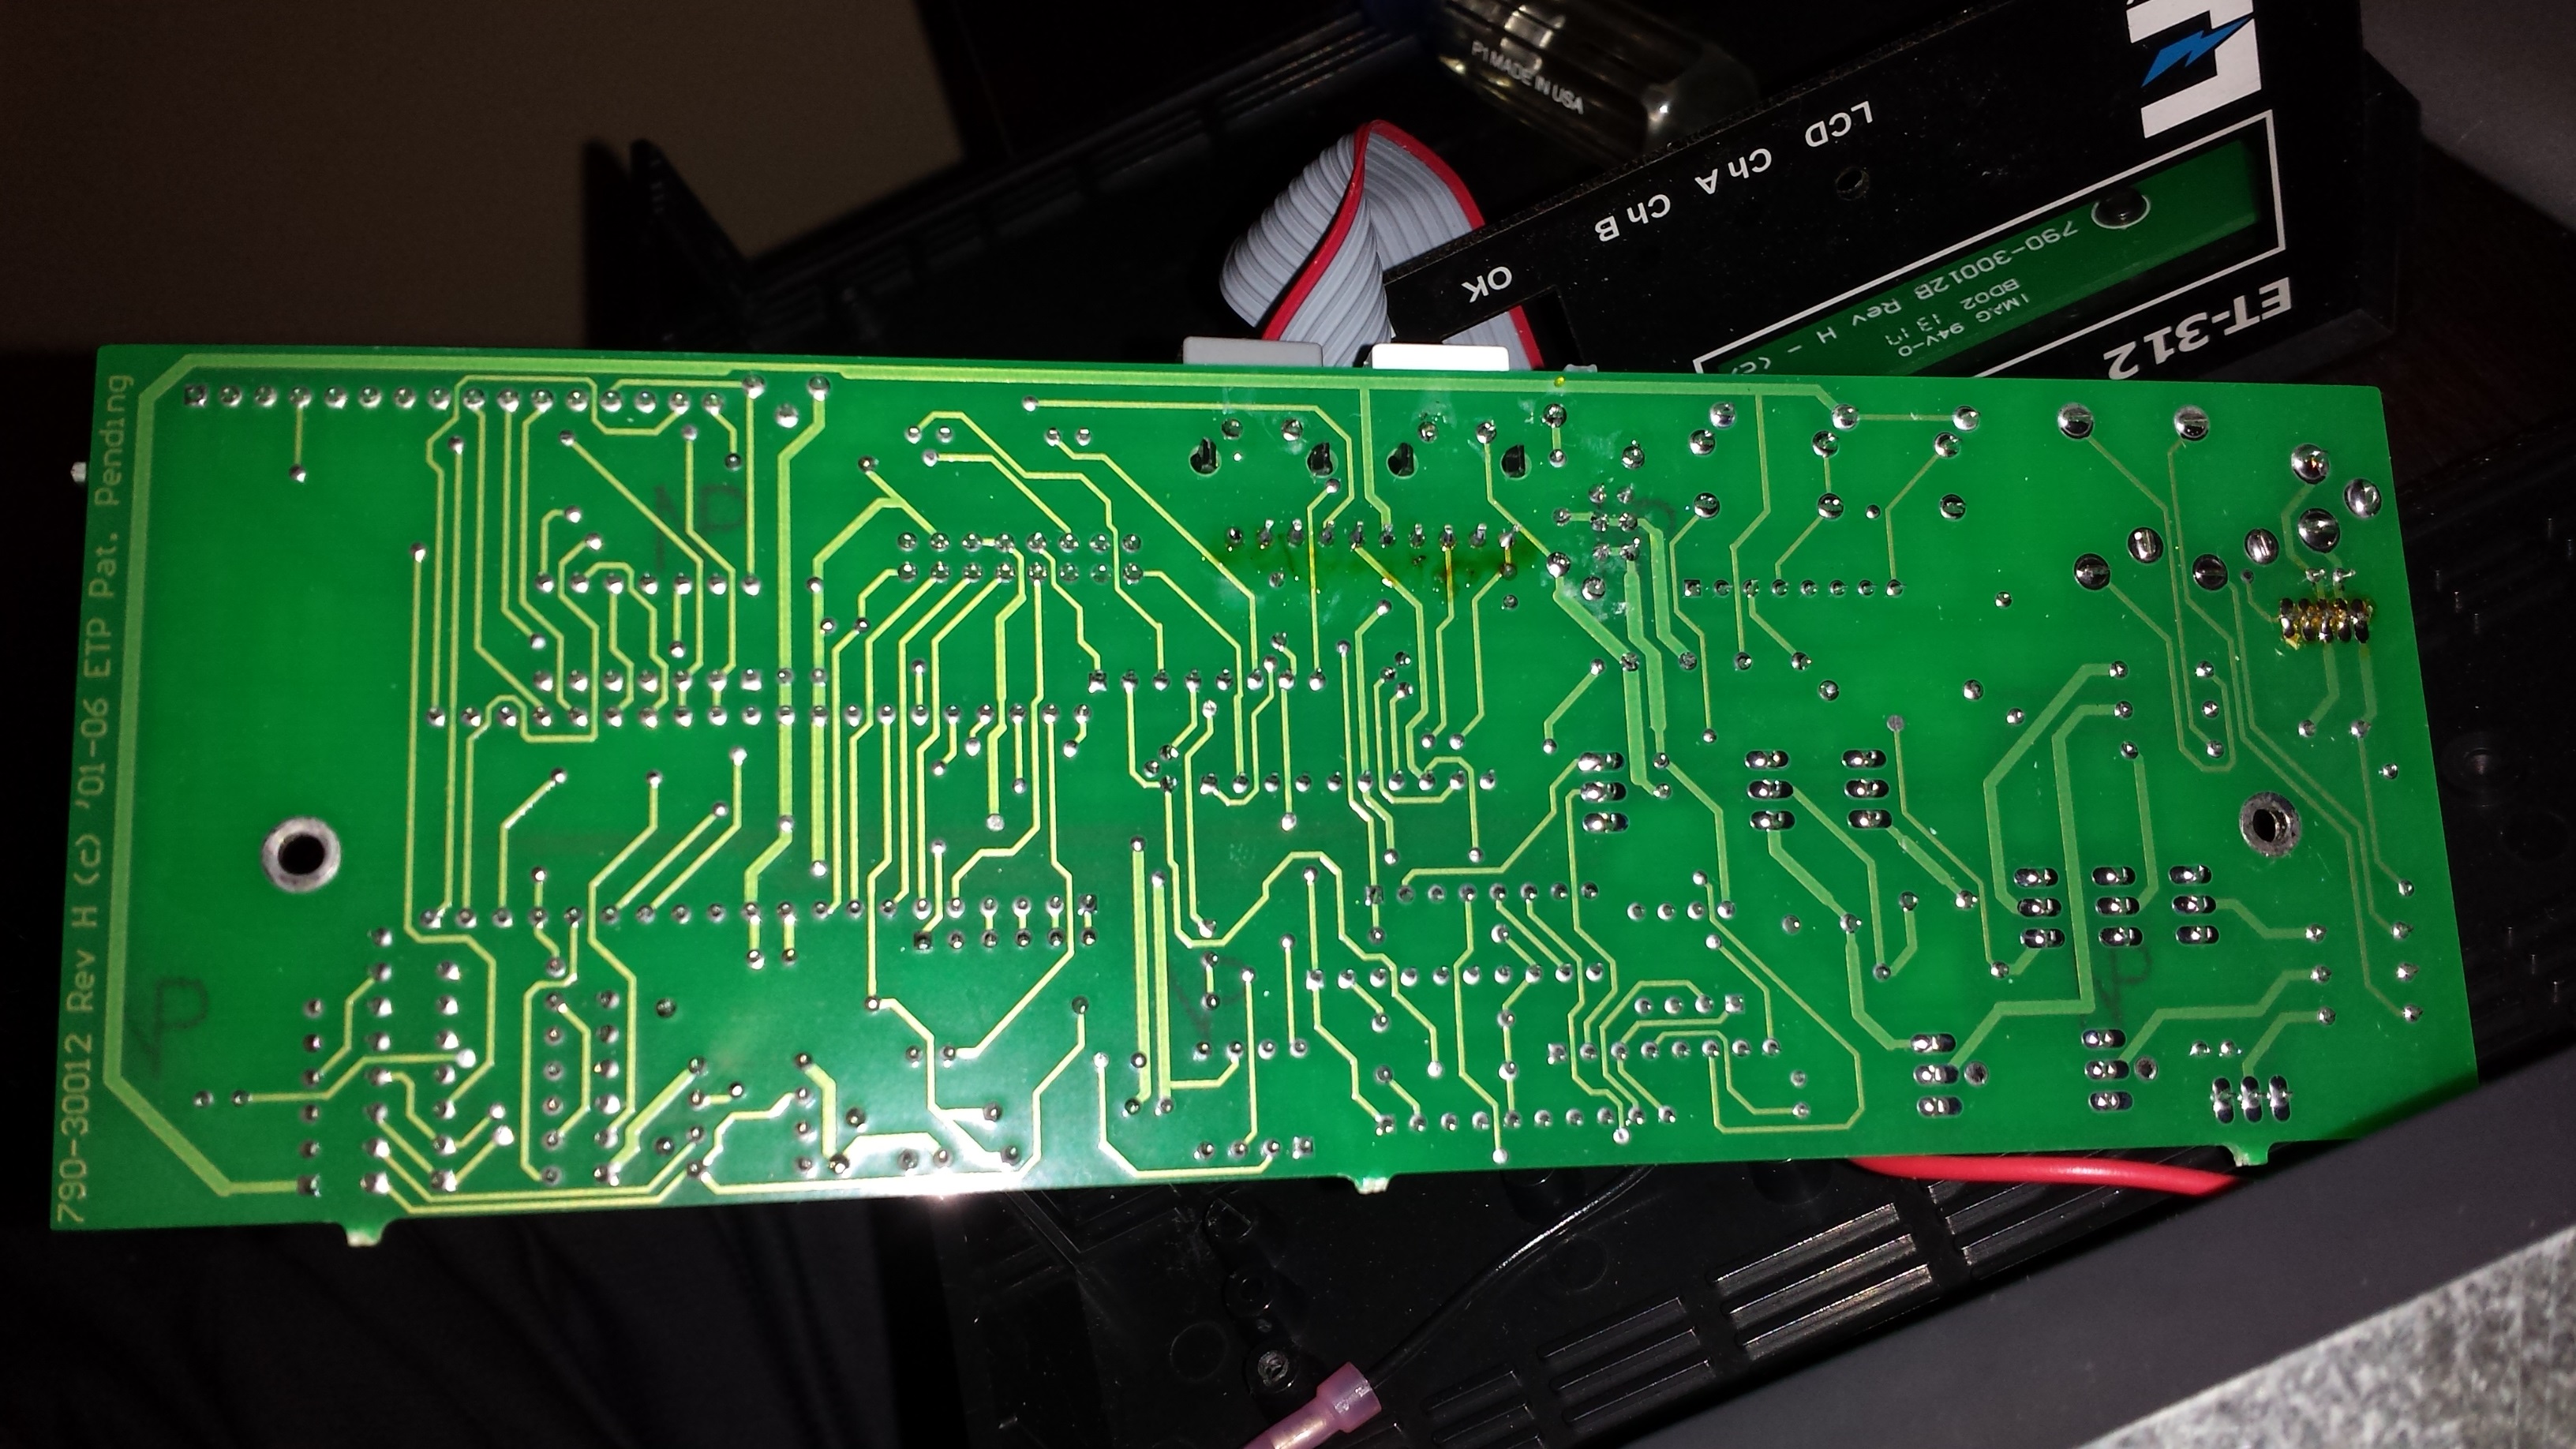 790-30012 Rev H (c) '01-06 ETP Pat. Pending
P1 MADE IN USA
LCD
Ch A
Ch B
OK
790-30012B Rev H - (c)
IMAG 94V-0
BD02 13 17
ET-312